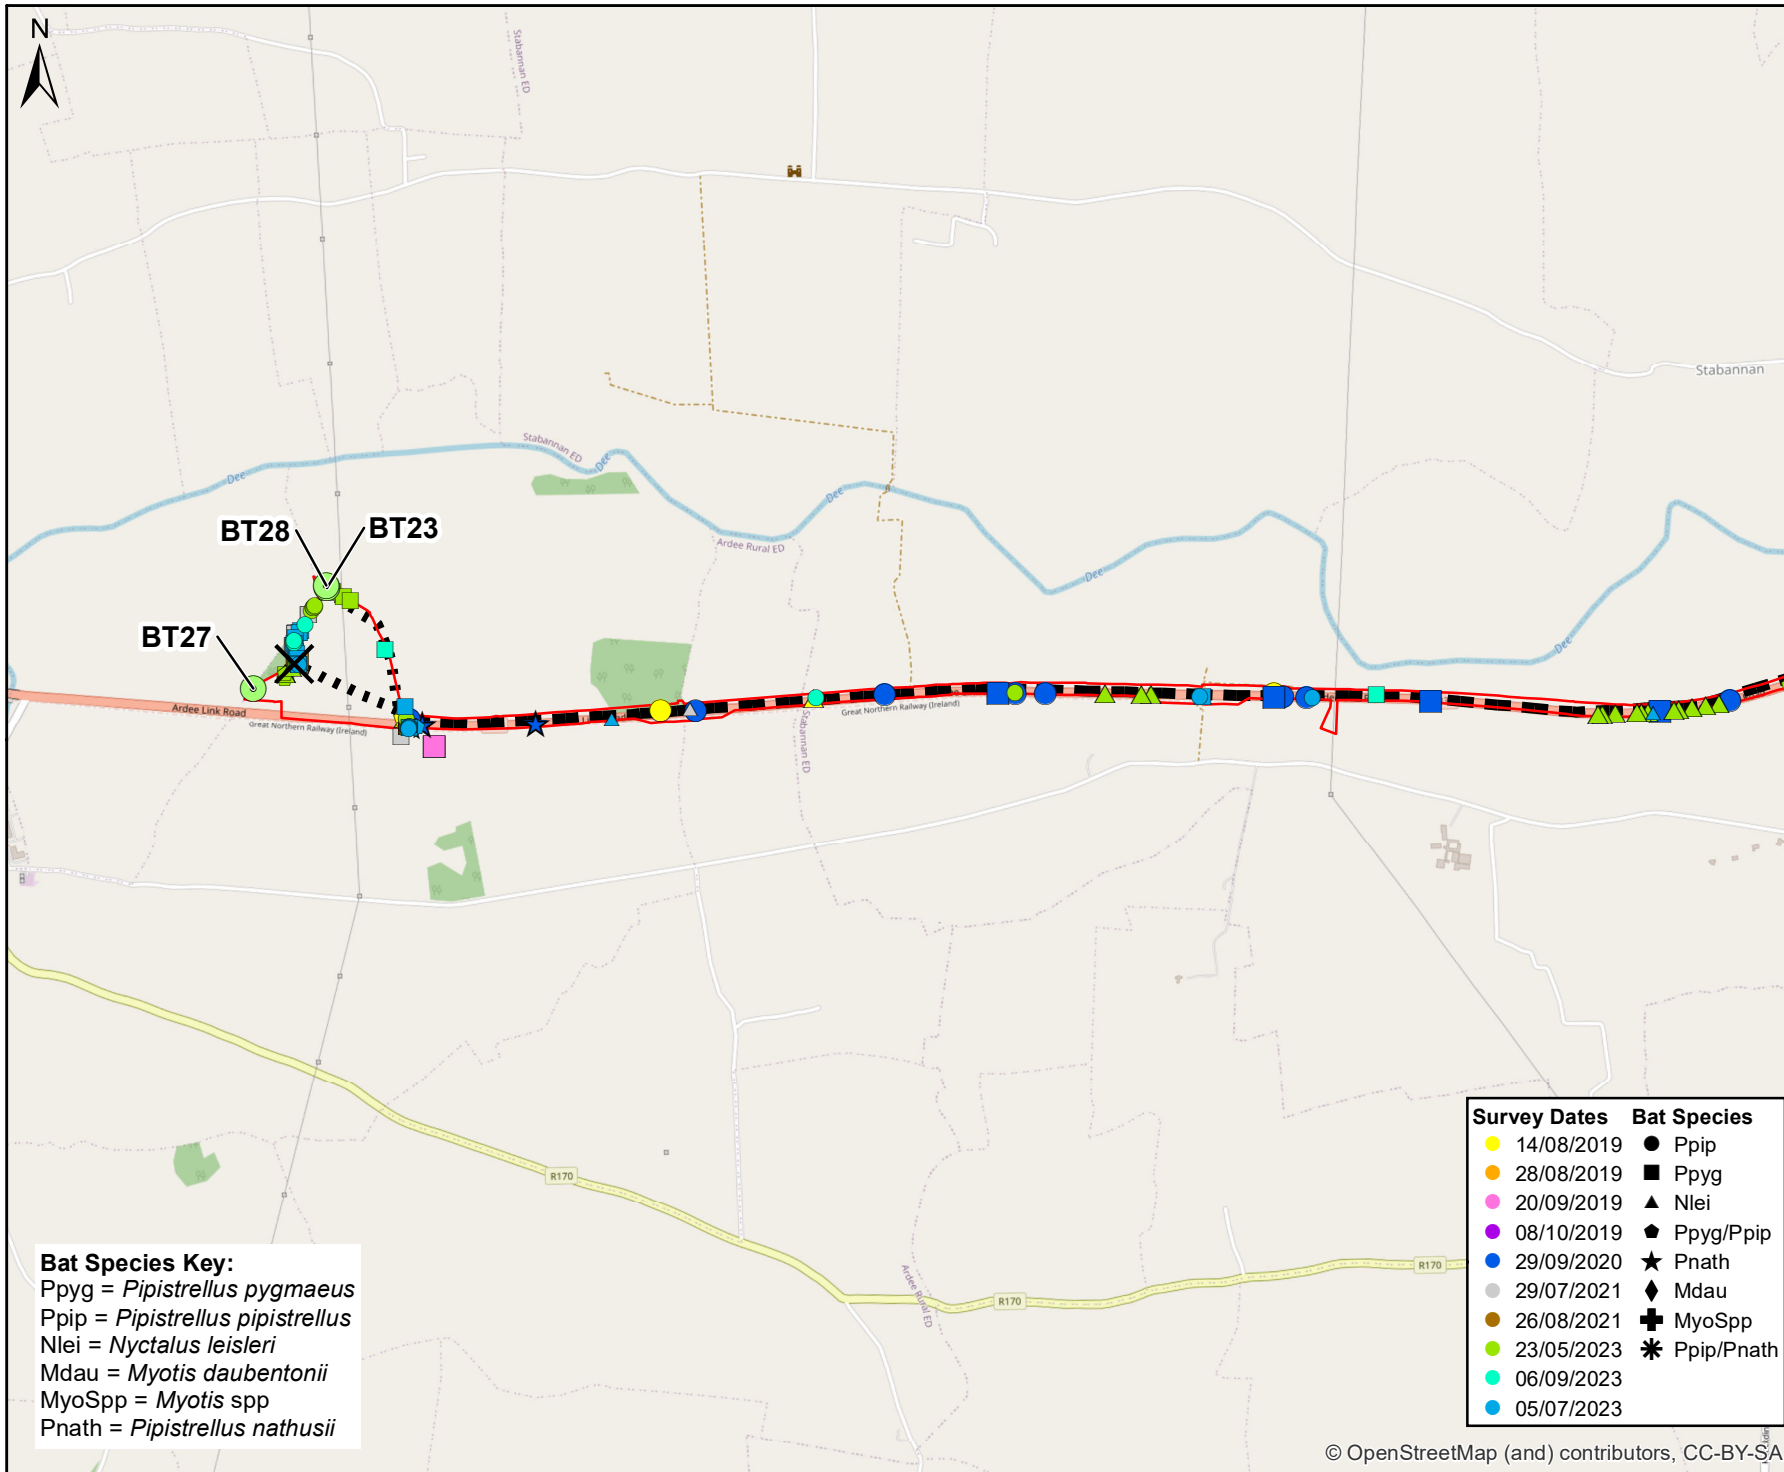 N
Stabannan ED
Stabannan
Stabannan ED
Dee
Dee
Dee
Ardee Rural ED
Dee
Dee
BT28
BT23
BT27
Ardee Link Road
Great Northern Railway (Ireland)
Great Northern Railway (Ireland)
Stabannan ED
R170
R170
R170
Ardee Rural ED
Survey Dates Bat Species
14/08/2019 Ppip
28/08/2019 Ppyg
20/09/2019 Nlei
08/10/2019 Ppyg/Ppip
29/09/2020 Pnath
29/07/2021 Mdau
26/08/2021 MyoSpp
23/05/2023 Ppip/Pnath
06/09/2023
05/07/2023
Bat Species Key:
Ppyg = Pipistrellus pygmaeus
Ppip = Pipistrellus pipistrellus
Nlei = Nyctalus leisleri
Mdau = Myotis daubentonii
MyoSpp = Myotis spp
Pnath = Pipistrellus nathusii
© OpenStreetMap (and) contributors, CC-BY-SA